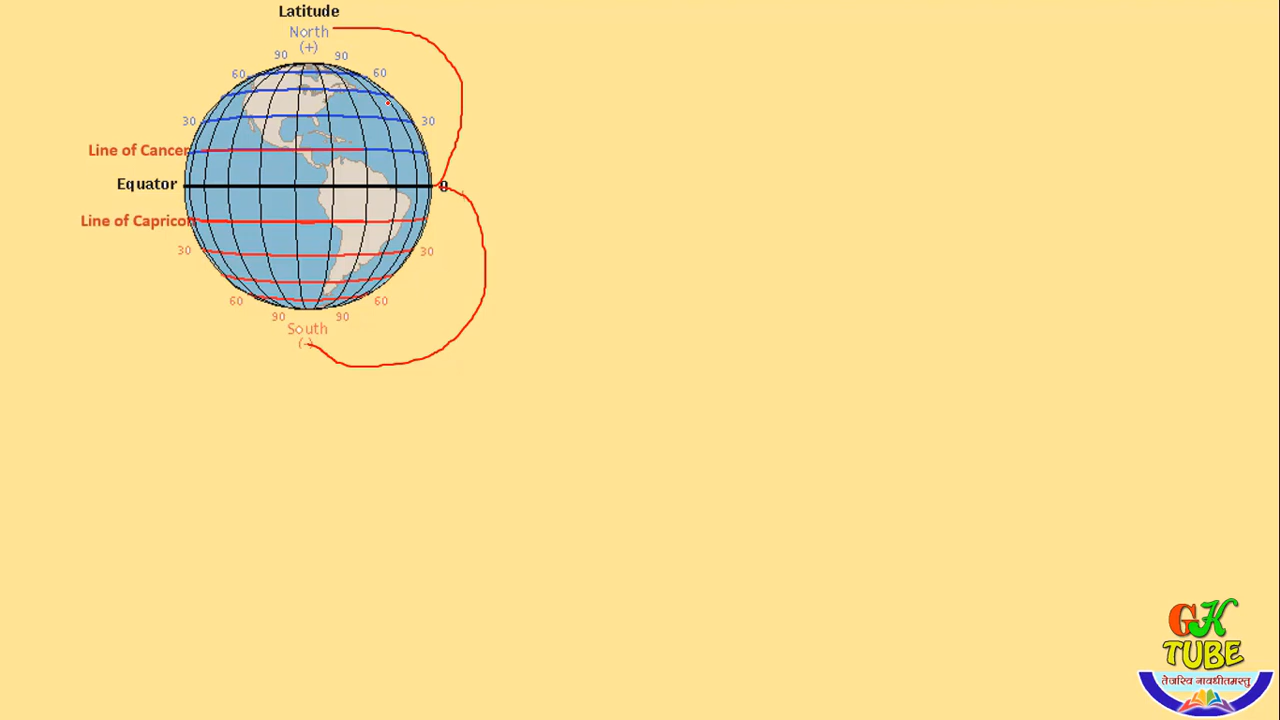 Latitude
North
(+)
90 90
60 60
30 30
Line of Cancer
Equator 0
Line of Capricon
30 30
60 60
90 90
South
(-)
GK
TUBE
तेजस्वि नावधीतमस्तु